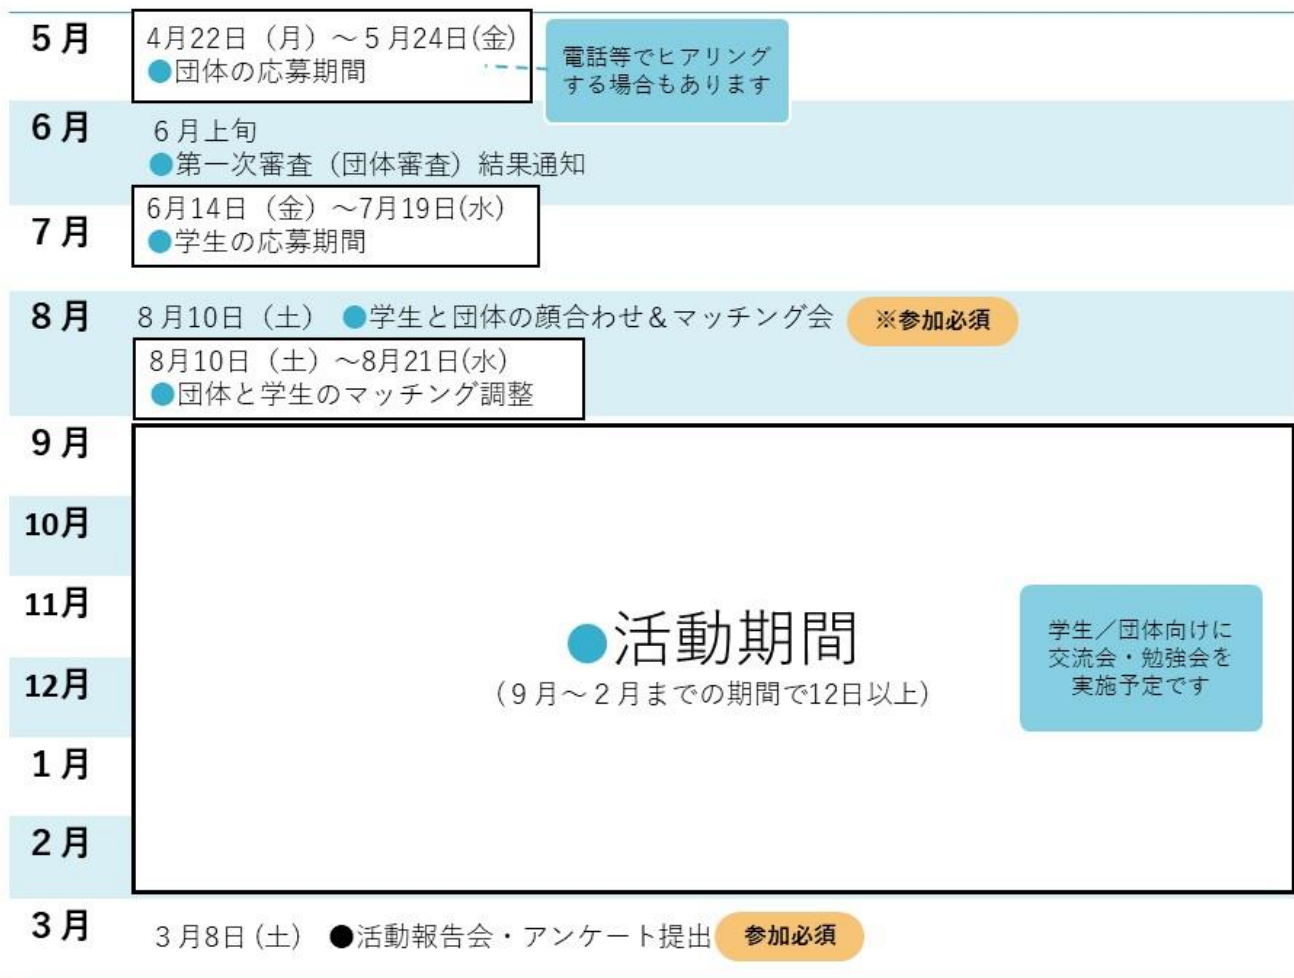 5月
4月22日（月）～5月24日(金)
●団体の応募期間
電話等でヒアリング
する場合もあります
6月
6月上旬
●第一次審査（団体審査）結果通知
6月14日（金）～7月19日(水)
●学生の応募期間
7月
8月
8月10日（土） ●学生と団体の顔合わせ＆マッチング会 ※参加必須
8月10日（土）～8月21日(水)
●団体と学生のマッチング調整
9月
10月
11月
●活動期間
（9月～2月までの期間で12日以上）
学生／団体向けに
交流会・勉強会を
実施予定です
12月
1月
2月
3月
3月8日(土) ●活動報告会・アンケート提出 参加必須